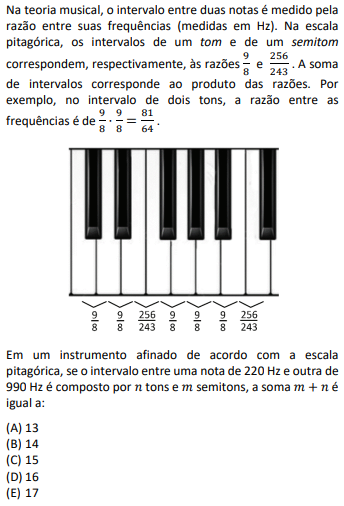 Na teoria musical, o intervalo entre duas notas é medido pela
razão entre suas frequências (medidas em Hz). Na escala
pitagórica, os intervalos de um tom e de um semitom
correspondem, respectivamente, às razões 9/8 e 256/243. A soma
de intervalos corresponde ao produto das razões. Por
exemplo, no intervalo de dois tons, a razão entre as
frequências é de 9/8 · 9/8 = 81/64.
9/8 9/8 256/243 9/8 9/8 9/8 256/243
Em um instrumento afinado de acordo com a escala
pitagórica, se o intervalo entre uma nota de 220 Hz e outra de
990 Hz é composto por n tons e m semitons, a soma m + n é
igual a:
(A) 13
(B) 14
(C) 15
(D) 16
(E) 17